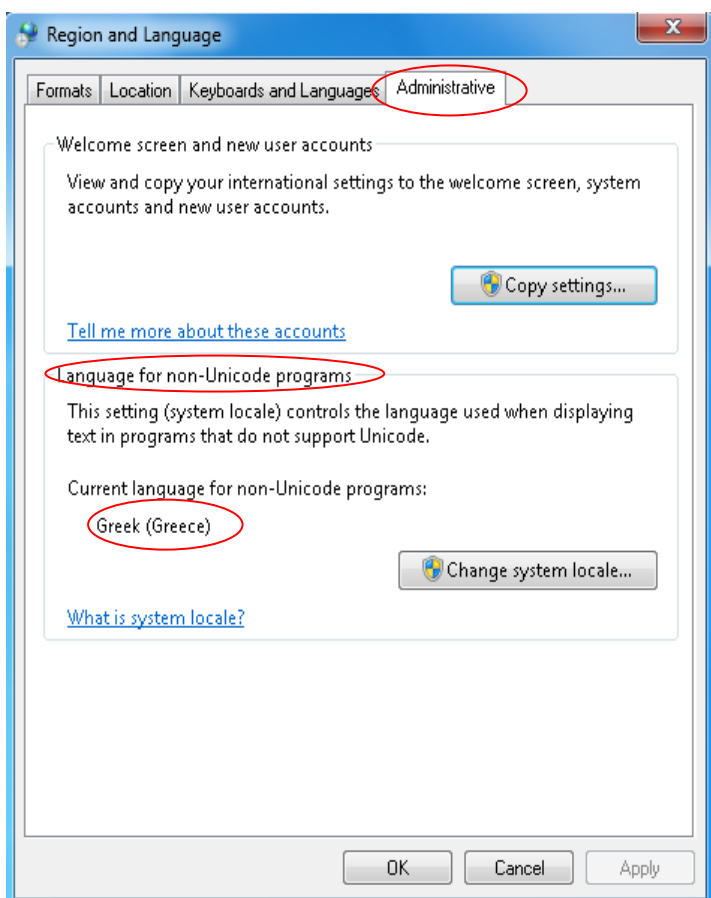 Region and Language
Formats Location Keyboards and Languages Administrative
Welcome screen and new user accounts
View and copy your international settings to the welcome screen, system
accounts and new user accounts.
Copy settings...
Tell me more about these accounts
Language for non-Unicode programs
This setting (system locale) controls the language used when displaying
text in programs that do not support Unicode.
Current language for non-Unicode programs:
Greek (Greece)
Change system locale...
What is system locale?
OK Cancel Apply